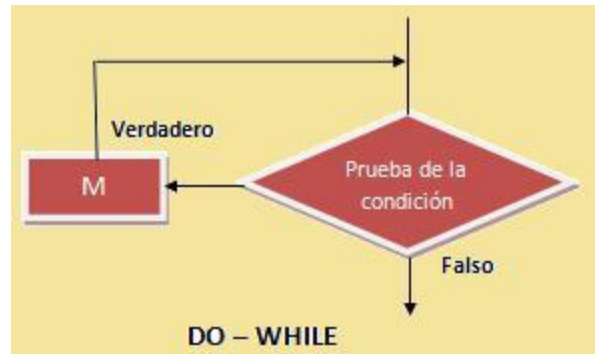 Verdadero
M
Prueba de la
condición
Falso
DO – WHILE